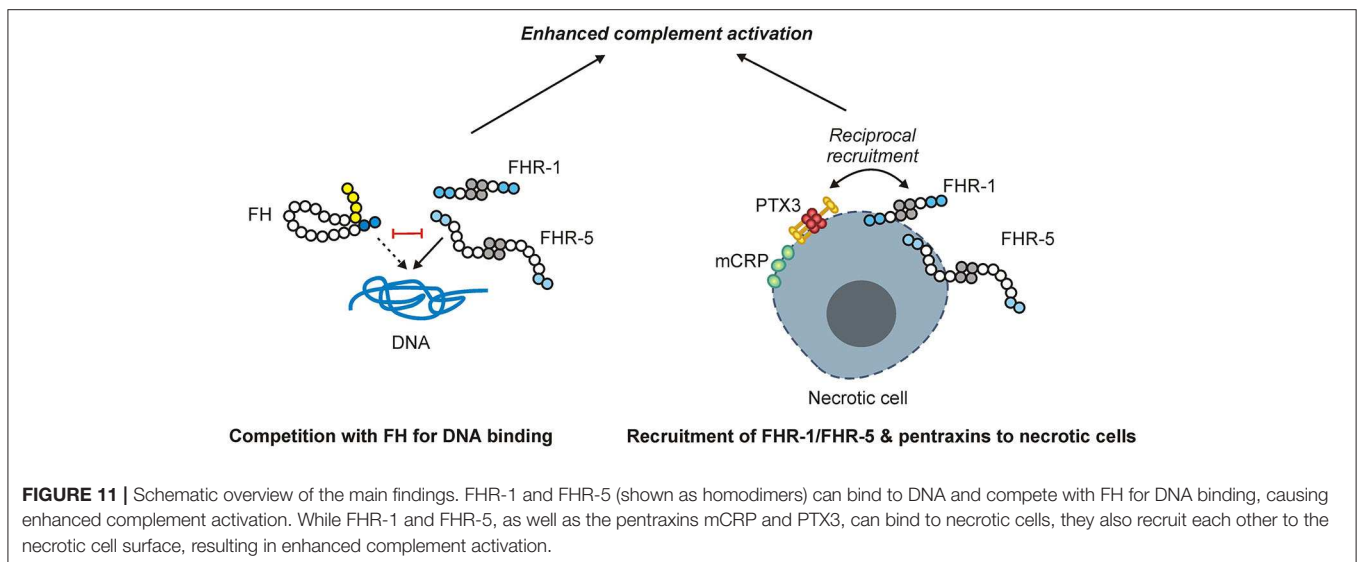 Enhanced complement activation
FH
FHR-1
FHR-5
DNA
Competition with FH for DNA binding
Reciprocal
recruitment
PTX3
FHR-1
FHR-5
mCRP
Necrotic cell
Recruitment of FHR-1/FHR-5 & pentraxins to necrotic cells
FIGURE 11 | Schematic overview of the main findings. FHR-1 and FHR-5 (shown as homodimers) can bind to DNA and compete with FH for DNA binding, causing
enhanced complement activation. While FHR-1 and FHR-5, as well as the pentraxins mCRP and PTX3, can bind to necrotic cells, they also recruit each other to the
necrotic cell surface, resulting in enhanced complement activation.